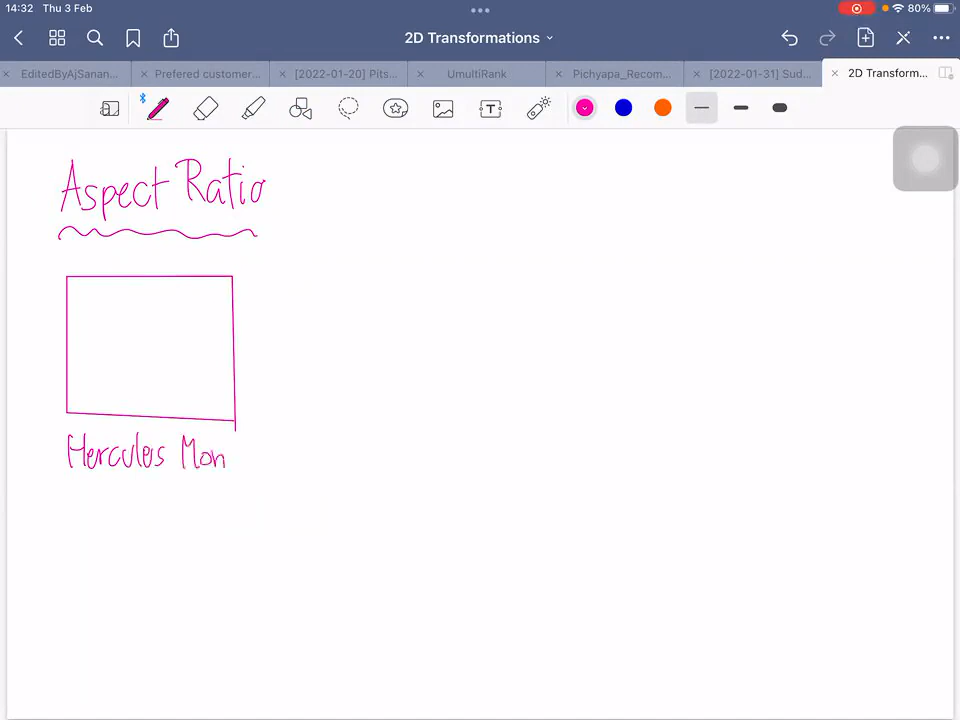 14:32 Thu 3 Feb 80%
2D Transformations
EditedByAjSanan... Prefered customer... [2022-01-20] Pits... UmultiRank Pichyapa_Recom... [2022-01-31] Sud... 2D Transform...
Aspect Ratio
Hercules Mon